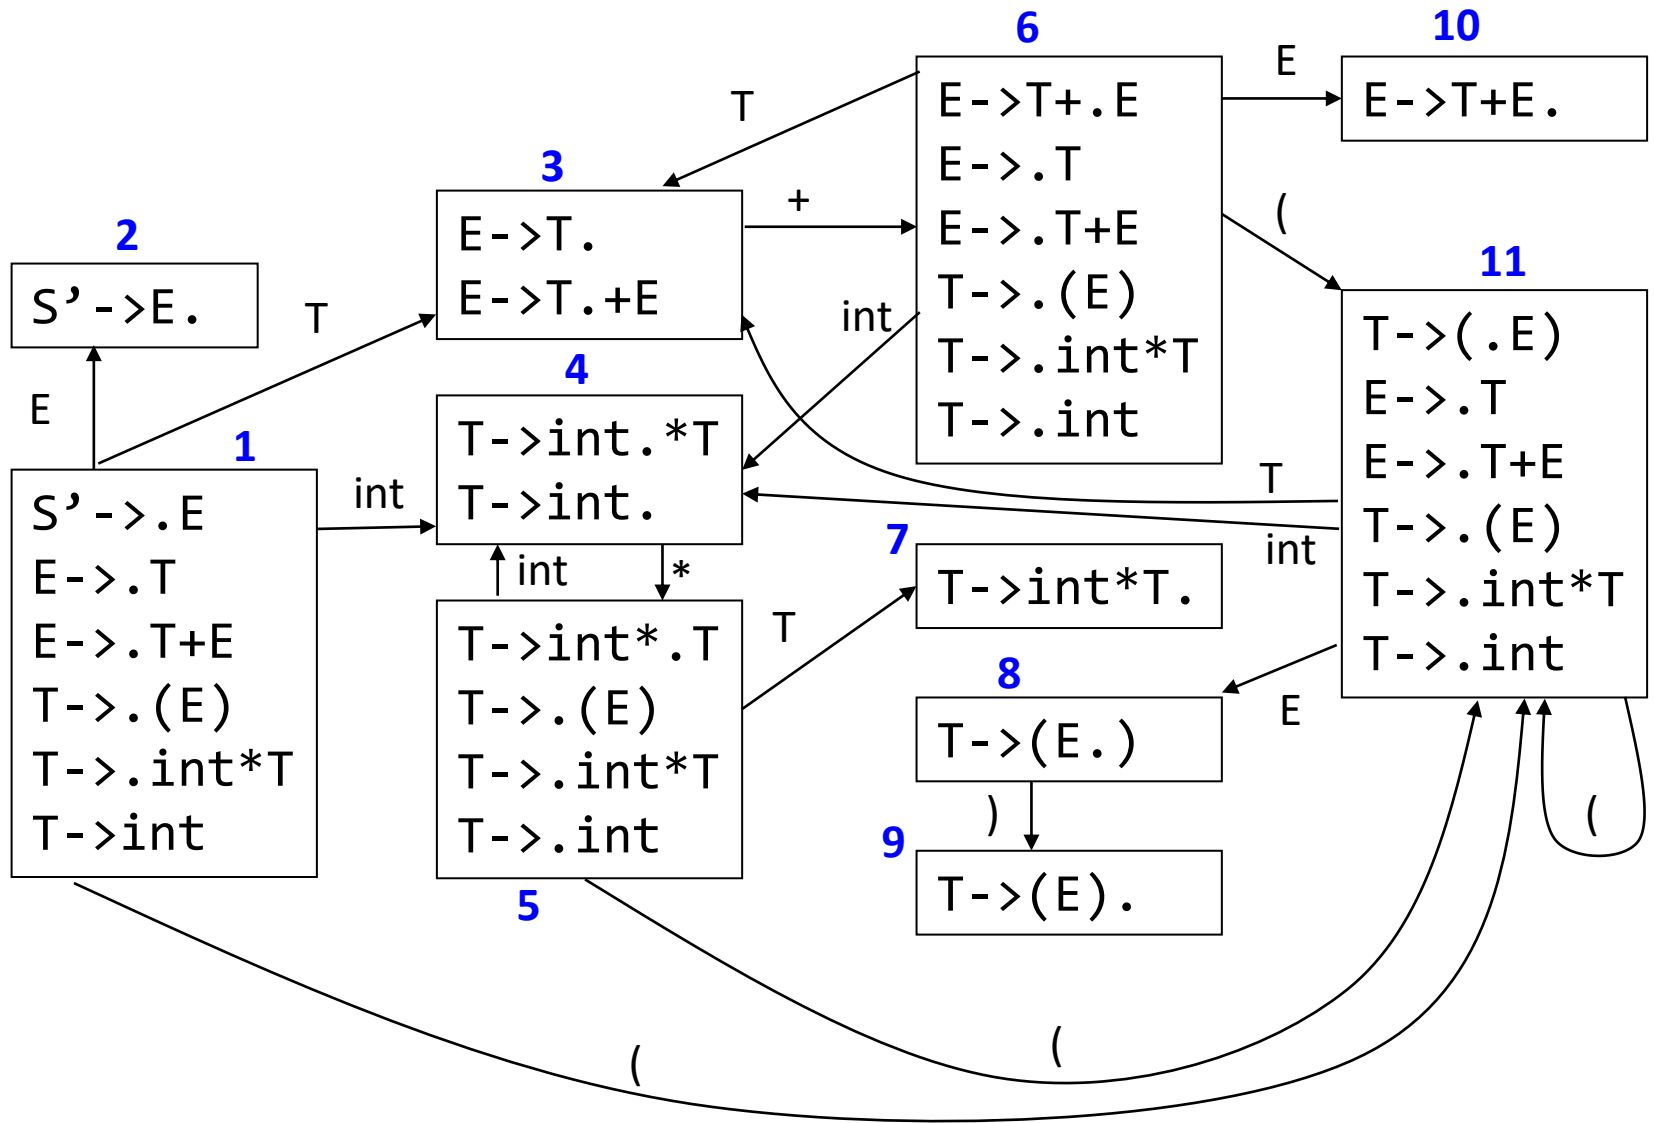 1
S’->.E
E->.T
E->.T+E
T->.(E)
T->.int*T
T->int
E
T
int
(
2
S’->E.
3
E->T.
E->T.+E
+
4
T->int.*T
T->int.
int
*
5
T->int*.T
T->.(E)
T->.int*T
T->.int
T
(
6
E->T+.E
E->.T
E->.T+E
T->.(E)
T->.int*T
T->.int
T
int
E
(
7
T->int*T.
8
T->(E.)
)
9
T->(E).
10
E->T+E.
11
T->(.E)
E->.T
E->.T+E
T->.(E)
T->.int*T
T->.int
T
int
E
(